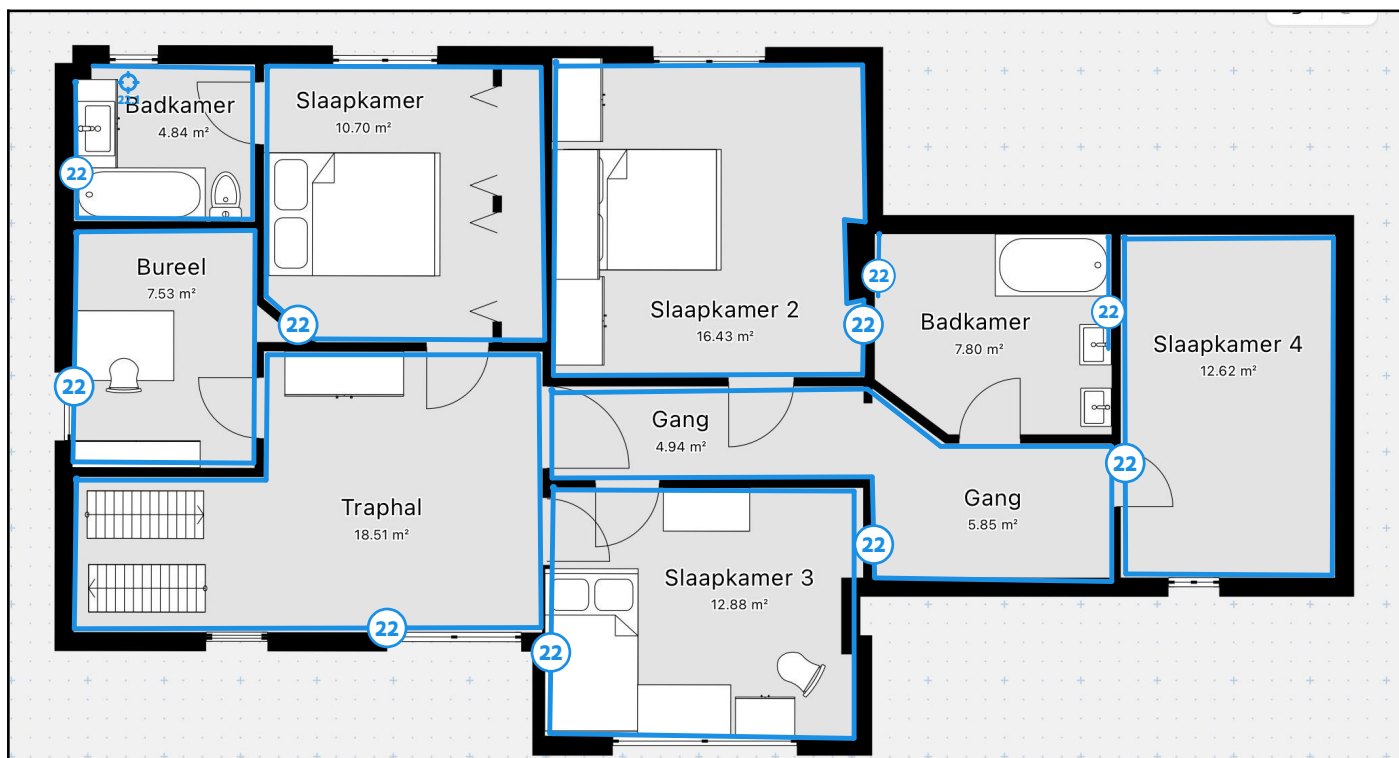 Badkamer
4.84 m²
22
Slaapkamer
10.70 m²
22
Slaapkamer 2
16.43 m²
22
Bureel
7.53 m²
22
22
Badkamer
7.80 m²
22
Slaapkamer 4
12.62 m²
22
Gang
4.94 m²
Gang
5.85 m²
22
Traphal
18.51 m²
22
Slaapkamer 3
12.88 m²
22